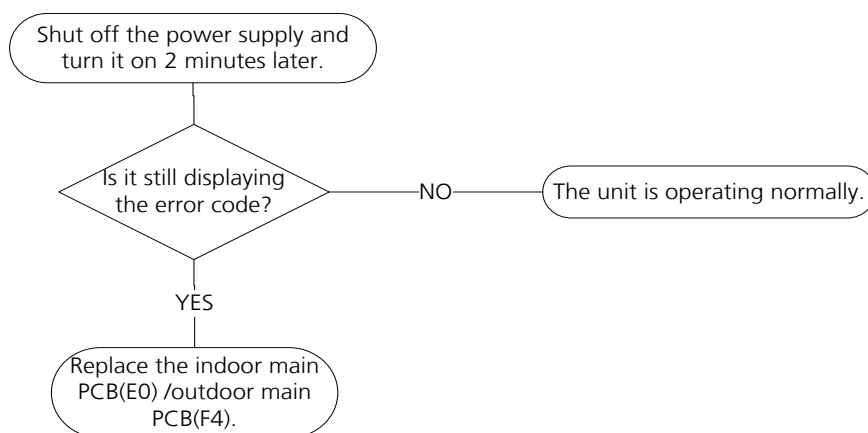 Shut off the power supply and
turn it on 2 minutes later.
Is it still displaying
the error code?
NO
The unit is operating normally.
YES
Replace the indoor main
PCB(E0) /outdoor main
PCB(F4).